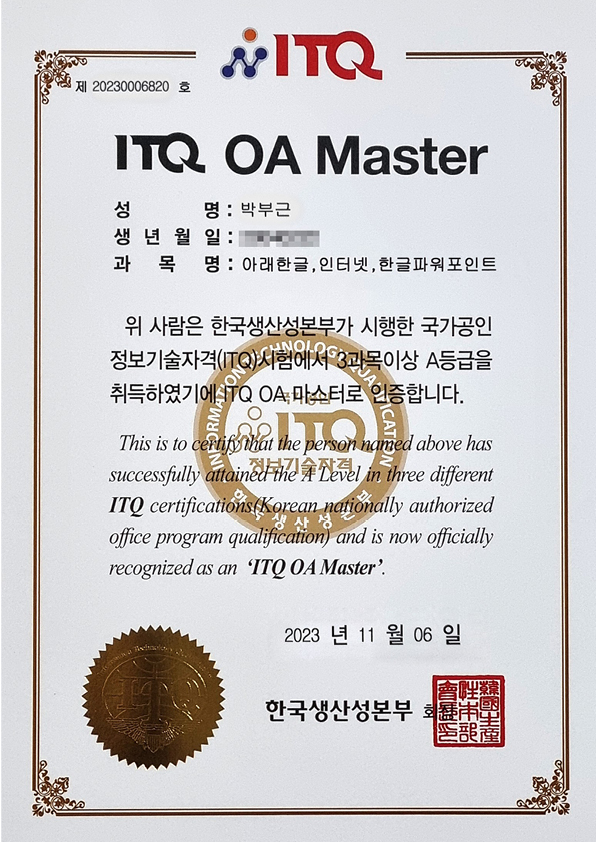 ITQ
제 20230006820 호
ITQ OA Master
성 명 : 박부근
생 년 월 일 :
과 목 명 : 아래한글,인터넷,한글파워포인트
위 사람은 한국생산성본부가 시행한 국가공인
정보기술자격(ITQ)시험에서 3과목이상 A등급을
취득하였기에 ITQ OA 마스터로 인증합니다.
INFORMATION TECHNOLOGY QUALIFICATION
국가공인
ITQ
정보기술자격
한국생산성본부
This is to certify that the person named above has
successfully attained the A Level in three different
ITQ certifications(Korean nationally authorized
office program qualification) and is now officially
recognized as an 'ITQ OA Master'.
2023 년 11 월 06 일
한국생산성본부 회장
韓國生産
性本部
會長印